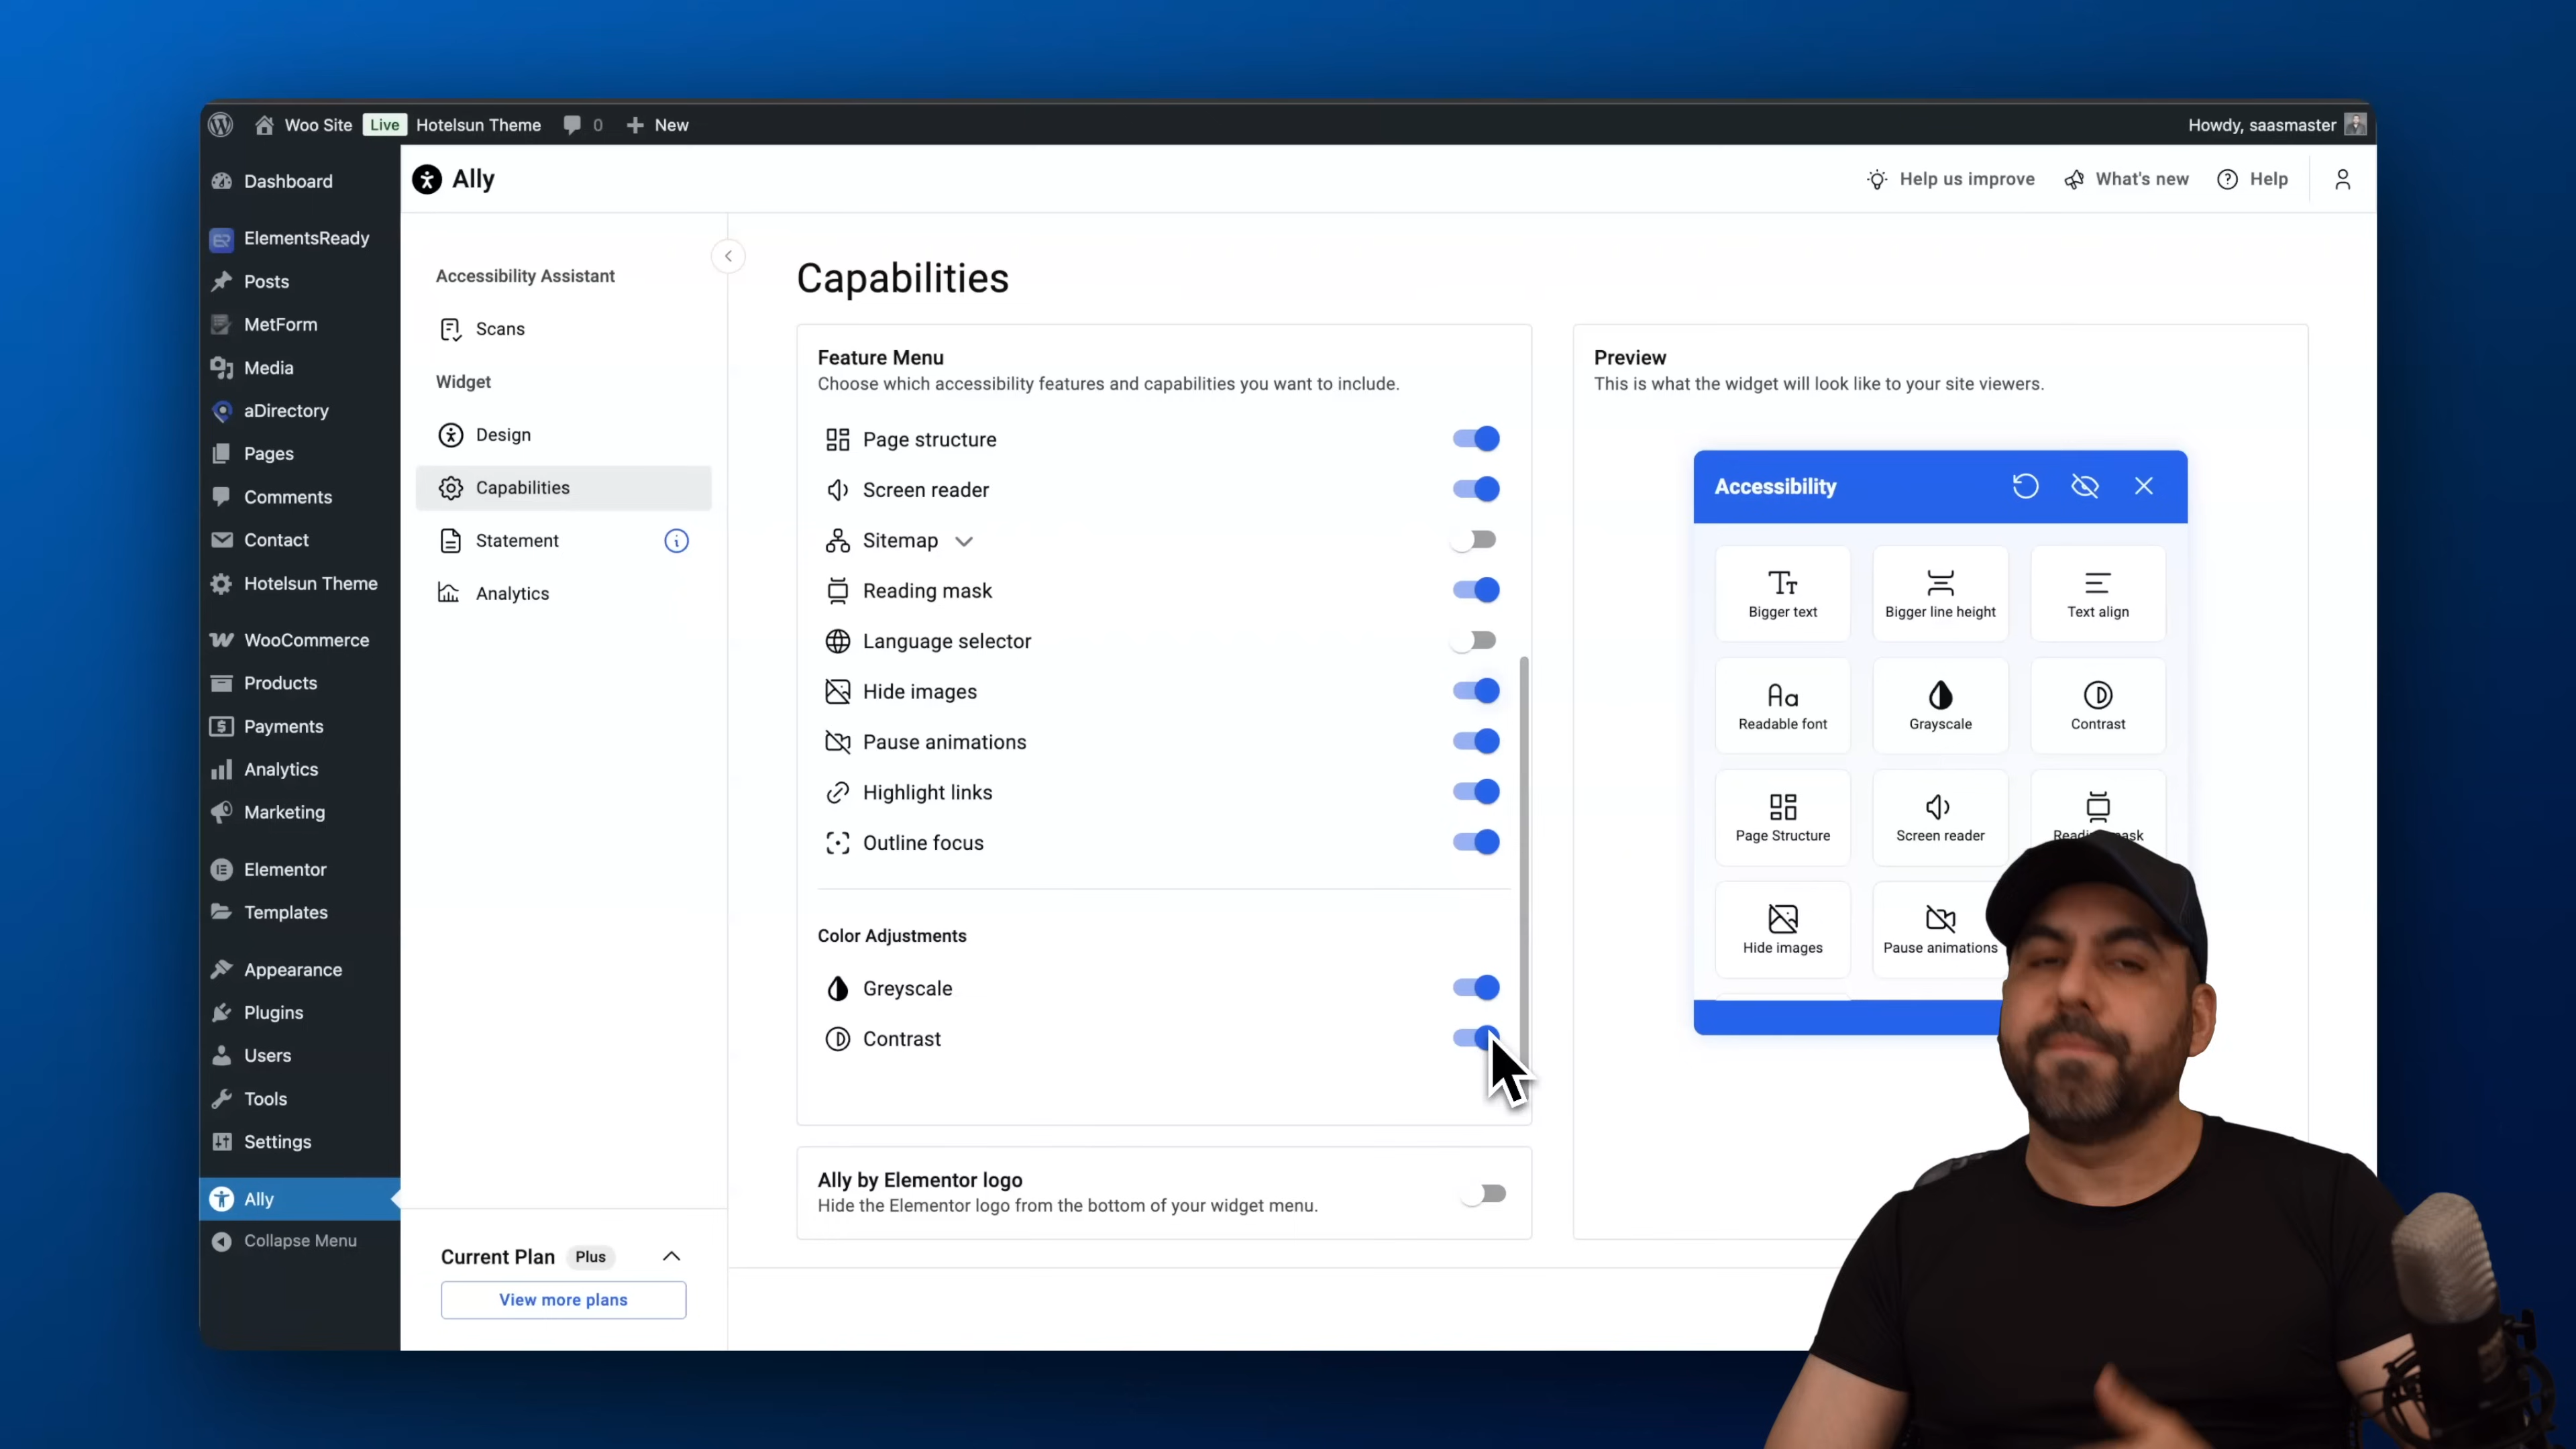 Woo Site Live Hotelsun Theme 0 New Howdy, saasmaster
Dashboard
ElementsReady
Posts
MetForm
Media
aDirectory
Pages
Comments
Contact
Hotelsun Theme
WooCommerce
Products
Payments
Analytics
Marketing
Elementor
Templates
Appearance
Plugins
Users
Tools
Settings
Ally
Collapse Menu
Ally
Help us improve What's new Help
Accessibility Assistant
Scans
Widget
Design
Capabilities
Statement
Analytics
Current Plan Plus
View more plans
Capabilities
Feature Menu
Choose which accessibility features and capabilities you want to include.
Page structure
Screen reader
Sitemap
Reading mask
Language selector
Hide images
Pause animations
Highlight links
Outline focus
Color Adjustments
Greyscale
Contrast
Ally by Elementor logo
Hide the Elementor logo from the bottom of your widget menu.
Preview
This is what the widget will look like to your site viewers.
Accessibility
Bigger text Bigger line height Text align
Readable font Grayscale Contrast
Page Structure Screen reader
Hide images Pause animations